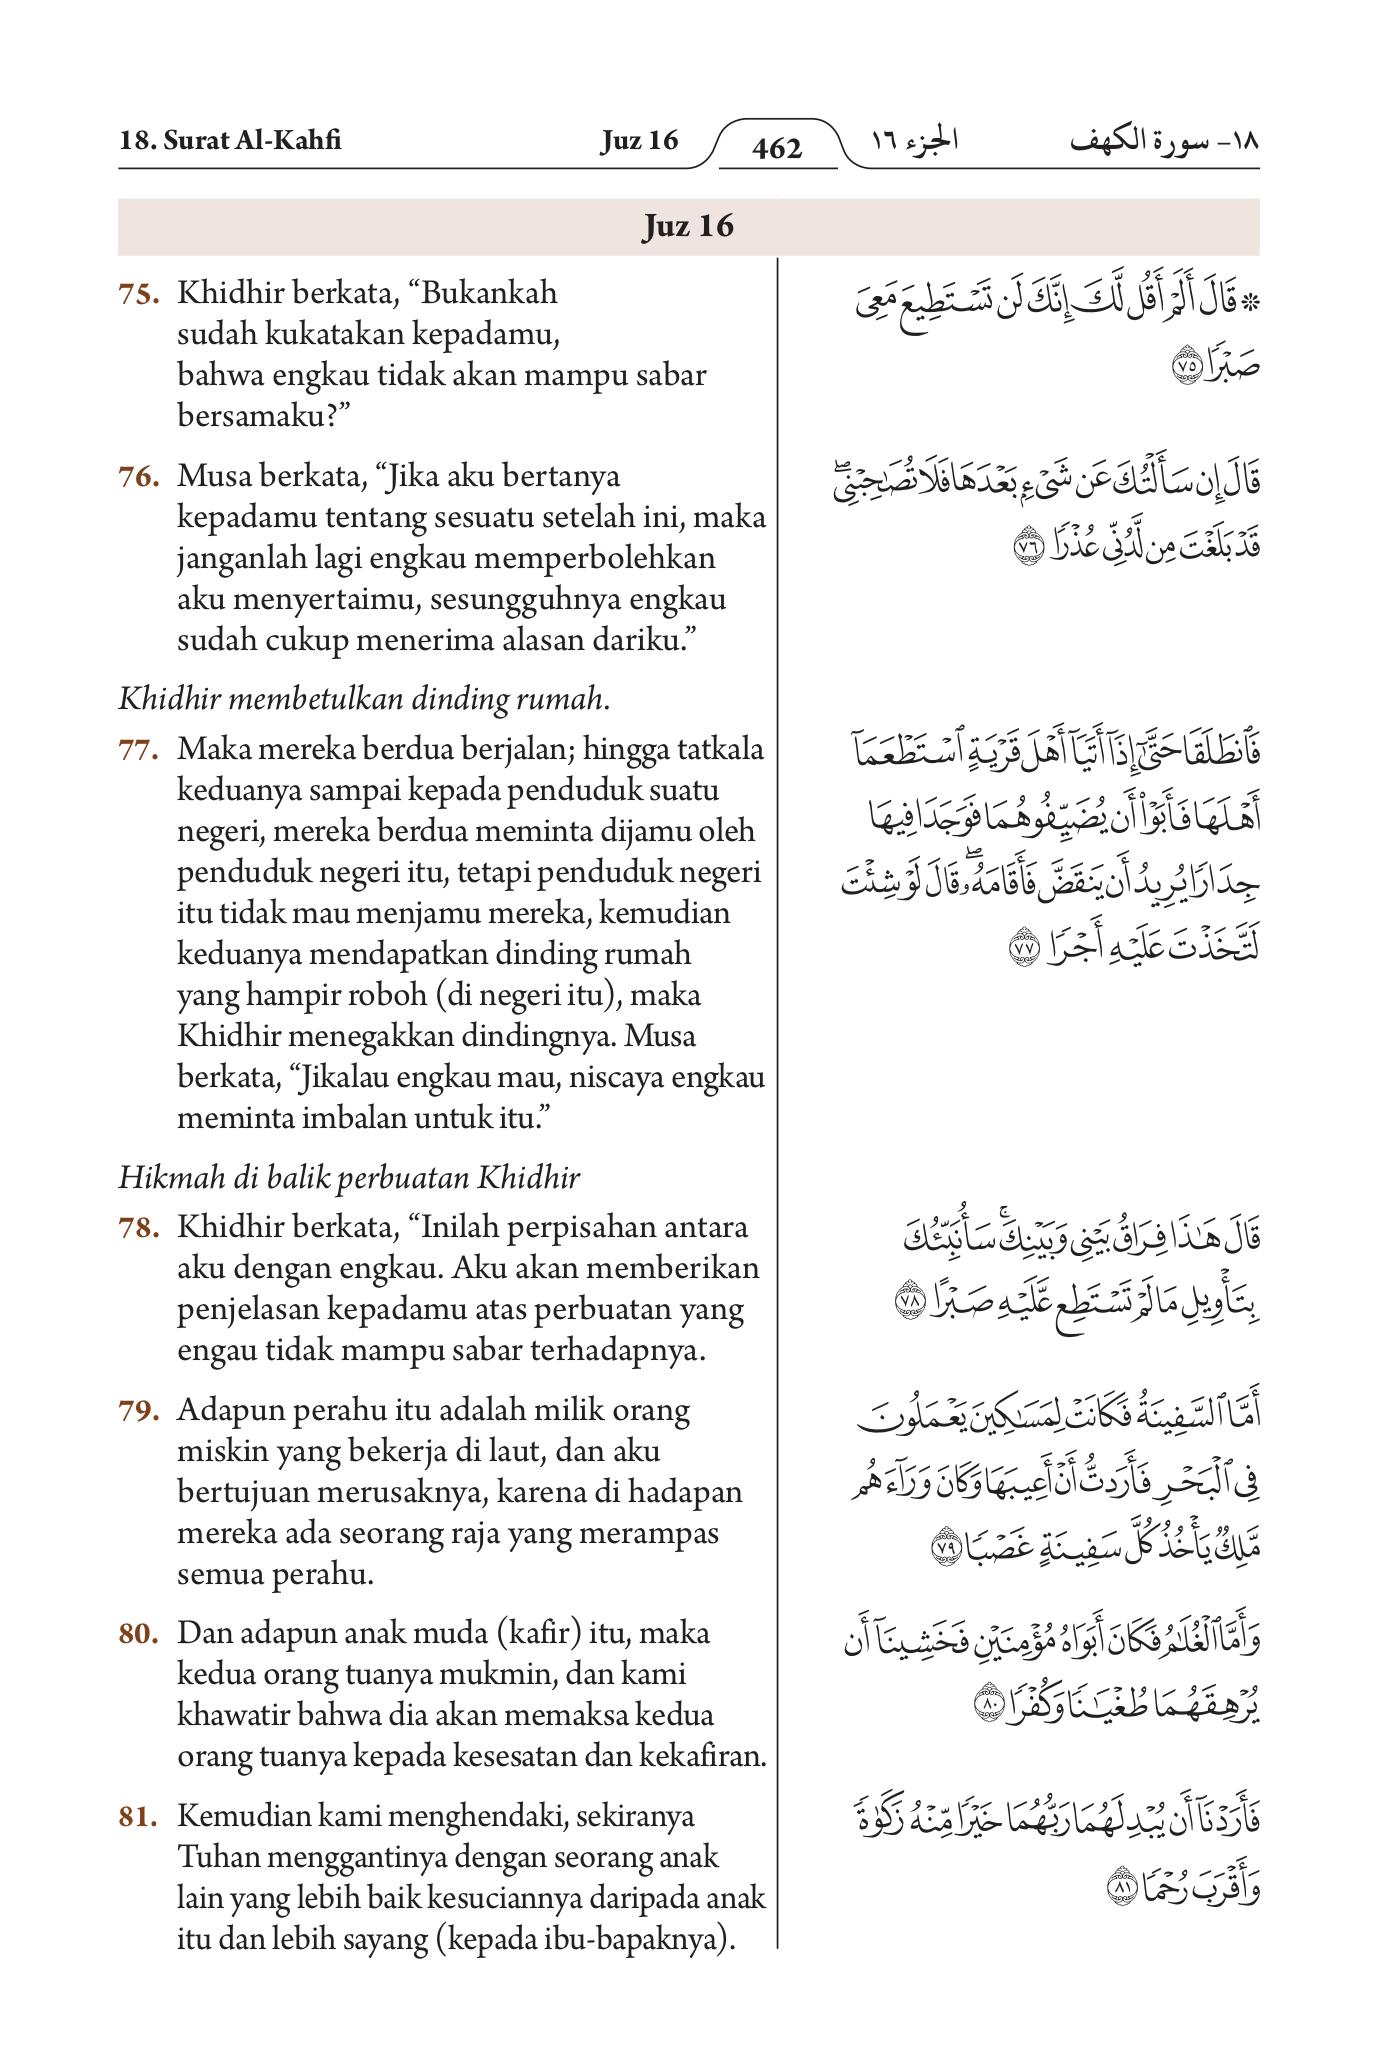 18. Surat Al-Kahfi
Juz 16
462
الجزء ١٦
١٨– سورة الكهف
Juz 16
75. Khidhir berkata, “Bukankah
sudah kukatakan kepadamu,
bahwa engkau tidak akan mampu sabar
bersamaku?”
۞ قَالَ أَلَمْ أَقُل لَّكَ إِنَّكَ لَن تَسْتَطِيعَ مَعِىَ
صَبْرًا ٧٥
76. Musa berkata, “Jika aku bertanya
kepadamu tentang sesuatu setelah ini, maka
janganlah lagi engkau memperbolehkan
aku menyertaimu, sesungguhnya engkau
sudah cukup menerima alasan dariku.”
قَالَ إِن سَأَلْتُكَ عَن شَىْءٍۭ بَعْدَهَا فَلَا تُصَٰحِبْنِىۖ
قَدْ بَلَغْتَ مِن لَّدُنِّى عُذْرًا ٧٦
Khidhir membetulkan dinding rumah.
77. Maka mereka berdua berjalan; hingga tatkala
keduanya sampai kepada penduduk suatu
negeri, mereka berdua meminta dijamu oleh
penduduk negeri itu, tetapi penduduk negeri
itu tidak mau menjamu mereka, kemudian
keduanya mendapatkan dinding rumah
yang hampir roboh (di negeri itu), maka
Khidhir menegakkan dindingnya. Musa
berkata, “Jikalau engkau mau, niscaya engkau
meminta imbalan untuk itu.”
فَٱنطَلَقَا حَتَّىٰٓ إِذَآ أَتَيَآ أَهْلَ قَرْيَةٍ ٱسْتَطْعَمَآ
أَهْلَهَا فَأَبَوْا۟ أَن يُضَيِّفُوهُمَا فَوَجَدَا فِيهَا
جِدَارًا يُرِيدُ أَن يَنقَضَّ فَأَقَامَهُۥۖ قَالَ لَوْ شِئْتَ
لَتَّخَذْتَ عَلَيْهِ أَجْرًا ٧٧
Hikmah di balik perbuatan Khidhir
78. Khidhir berkata, “Inilah perpisahan antara
aku dengan engkau. Aku akan memberikan
penjelasan kepadamu atas perbuatan yang
engau tidak mampu sabar terhadapnya.
قَالَ هَٰذَا فِرَاقُ بَيْنِى وَبَيْنِكَۚ سَأُنَبِّئُكَ
بِتَأْوِيلِ مَا لَمْ تَسْتَطِع عَّلَيْهِ صَبْرًا ٧٨
79. Adapun perahu itu adalah milik orang
miskin yang bekerja di laut, dan aku
bertujuan merusaknya, karena di hadapan
mereka ada seorang raja yang merampas
semua perahu.
أَمَّا ٱلسَّفِينَةُ فَكَانَتْ لِمَسَٰكِينَ يَعْمَلُونَ
فِى ٱلْبَحْرِ فَأَرَدتُّ أَنْ أَعِيبَهَا وَكَانَ وَرَآءَهُم
مَّلِكٌ يَأْخُذُ كُلَّ سَفِينَةٍ غَصْبًا ٧٩
80. Dan adapun anak muda (kafir) itu, maka
kedua orang tuanya mukmin, dan kami
khawatir bahwa dia akan memaksa kedua
orang tuanya kepada kesesatan dan kekafiran.
وَأَمَّا ٱلْغُلَٰمُ فَكَانَ أَبَوَاهُ مُؤْمِنَيْنِ فَخَشِينَآ أَن
يُرْهِقَهُمَا طُغْيَٰنًا وَكُفْرًا ٨٠
81. Kemudian kami menghendaki, sekiranya
Tuhan menggantinya dengan seorang anak
lain yang lebih baik kesuciannya daripada anak
itu dan lebih sayang (kepada ibu-bapaknya).
فَأَرَدْنَآ أَن يُبْدِلَهُمَا رَبُّهُمَا خَيْرًا مِّنْهُ زَكَوٰةً
وَأَقْرَبَ رُحْمًا ٨١